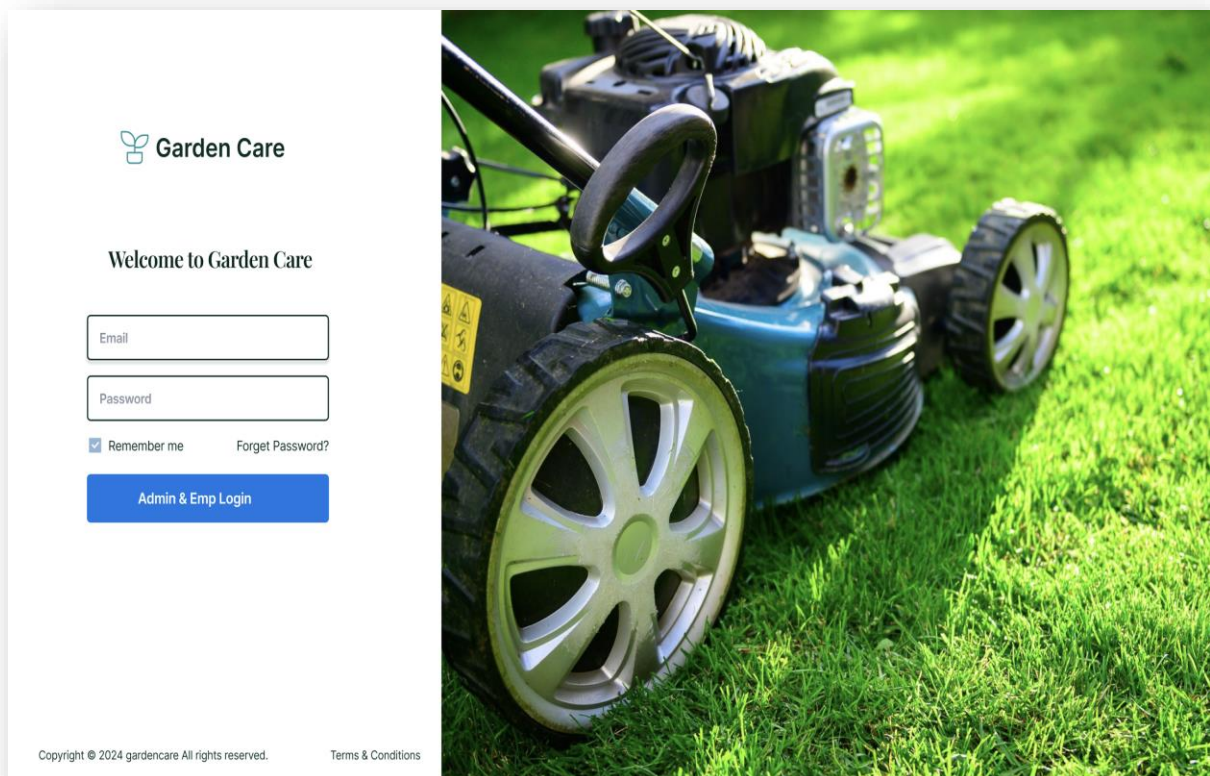 Garden Care
Welcome to Garden Care
Email
Password
Remember me Forget Password?
Admin & Emp Login
Copyright © 2024 gardencare All rights reserved. Terms & Conditions